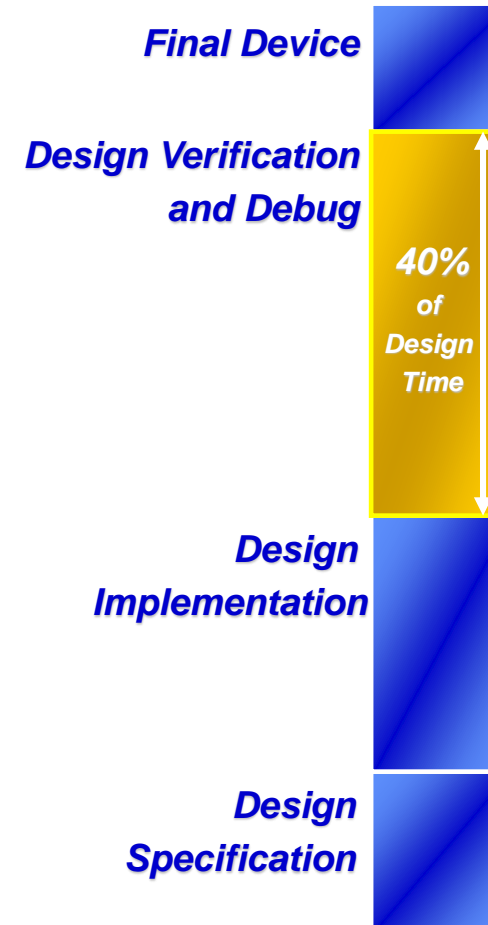 Final Device
Design Verification
and Debug
40%
of
Design
Time
Design
Implementation
Design
Specification